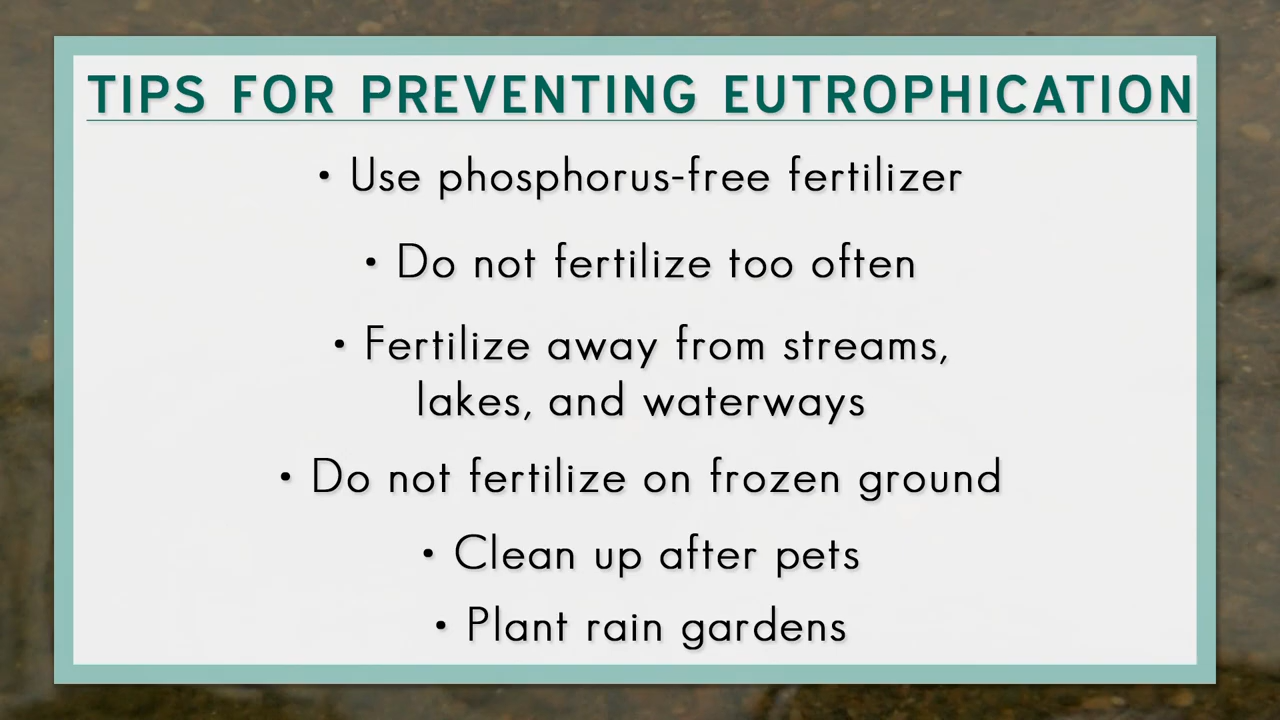 TIPS FOR PREVENTING EUTROPHICATION
• Use phosphorus-free fertilizer
• Do not fertilize too often
• Fertilize away from streams,
lakes, and waterways
• Do not fertilize on frozen ground
• Clean up after pets
• Plant rain gardens